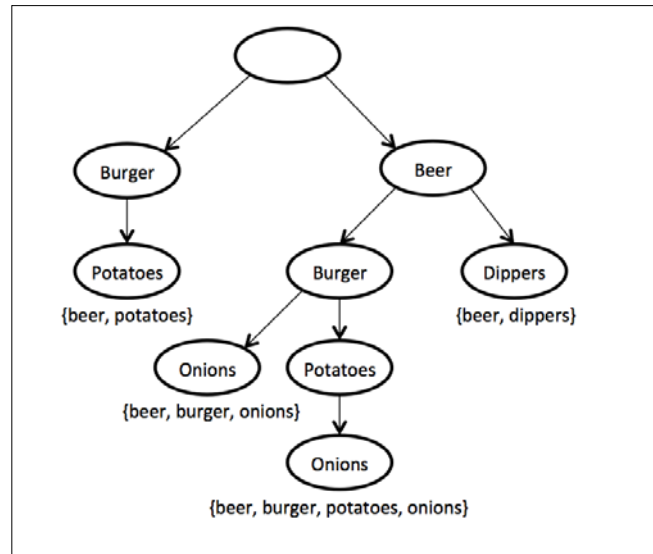 Burger
Beer
Potatoes
Burger
Dippers
{beer, potatoes}
{beer, dippers}
Onions
Potatoes
{beer, burger, onions}
Onions
{beer, burger, potatoes, onions}